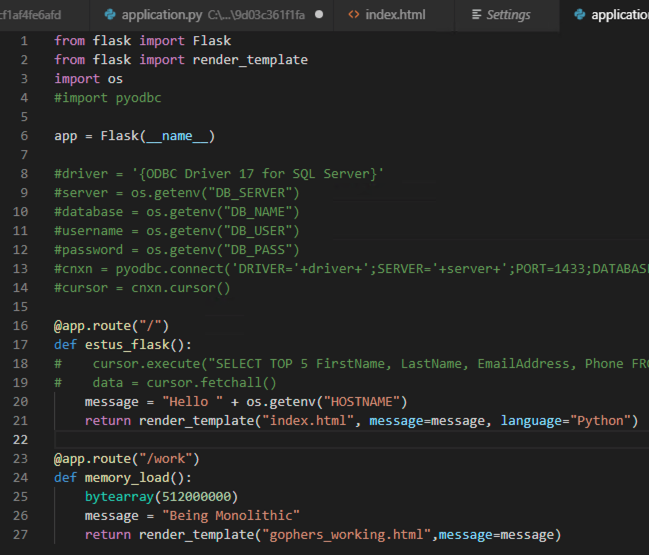 cf1af4fe6afd application.py C:\...\9d03c361f1fa ● <> index.html Settings application
1 from flask import Flask
2 from flask import render_template
3 import os
4 #import pyodbc
5
6 app = Flask(__name__)
7
8 #driver = '{ODBC Driver 17 for SQL Server}'
9 #server = os.getenv("DB_SERVER")
10 #database = os.getenv("DB_NAME")
11 #username = os.getenv("DB_USER")
12 #password = os.getenv("DB_PASS")
13 #cnxn = pyodbc.connect('DRIVER='+driver+';SERVER='+server+';PORT=1433;DATABASE
14 #cursor = cnxn.cursor()
15
16 @app.route("/")
17 def estus_flask():
18 #    cursor.execute("SELECT TOP 5 FirstName, LastName, EmailAddress, Phone FRO
19 #    data = cursor.fetchall()
20     message = "Hello " + os.getenv("HOSTNAME")
21     return render_template("index.html", message=message, language="Python")
22
23 @app.route("/work")
24 def memory_load():
25     bytearray(512000000)
26     message = "Being Monolithic"
27     return render_template("gophers_working.html",message=message)